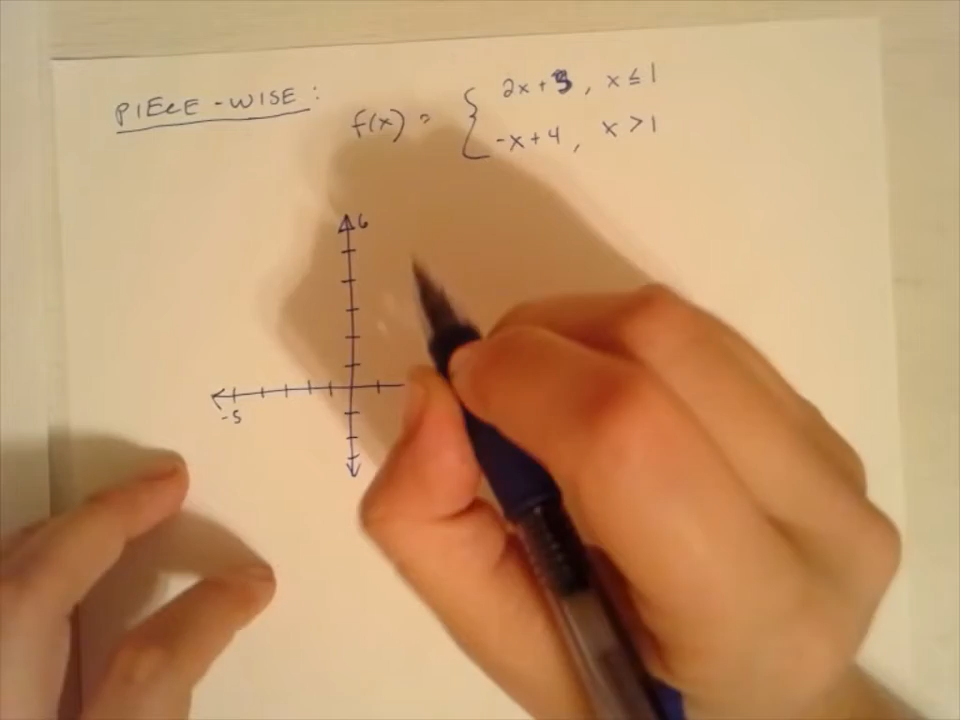 PIECE-WISE: f(x) = { 2x+3, x≤1
-x+4, x>1
6
-5